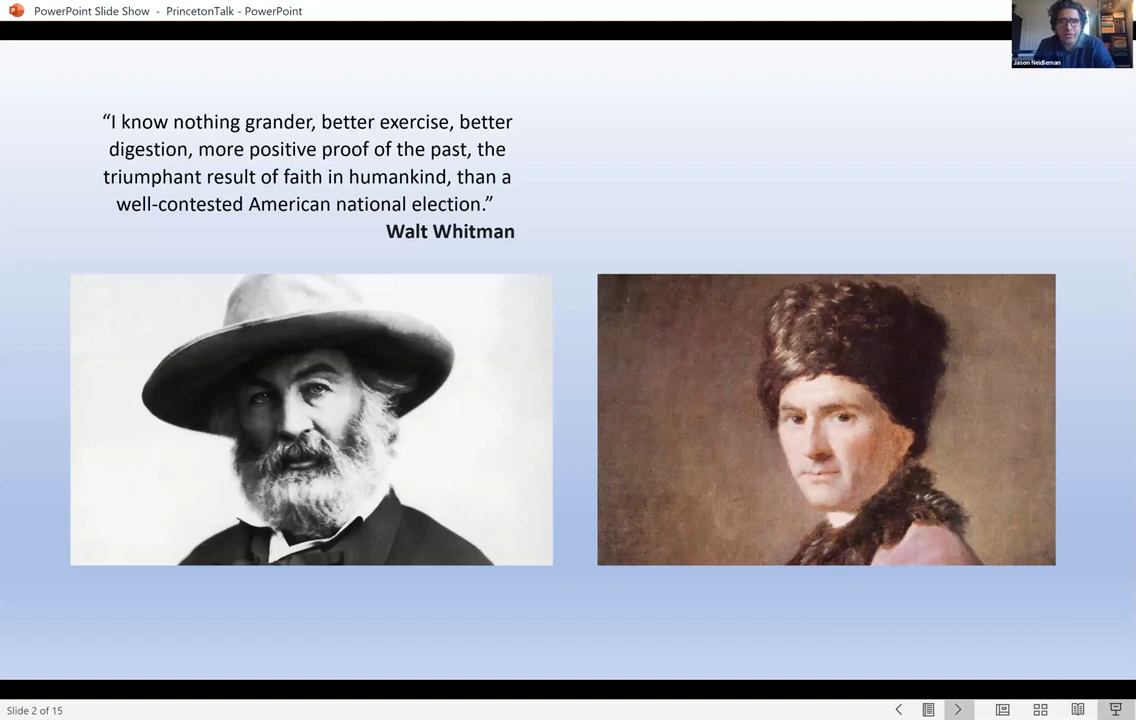 PowerPoint Slide Show - PrincetonTalk - PowerPoint
Jason Neidleman
“I know nothing grander, better exercise, better
digestion, more positive proof of the past, the
triumphant result of faith in humankind, than a
well-contested American national election.”
Walt Whitman
Slide 2 of 15